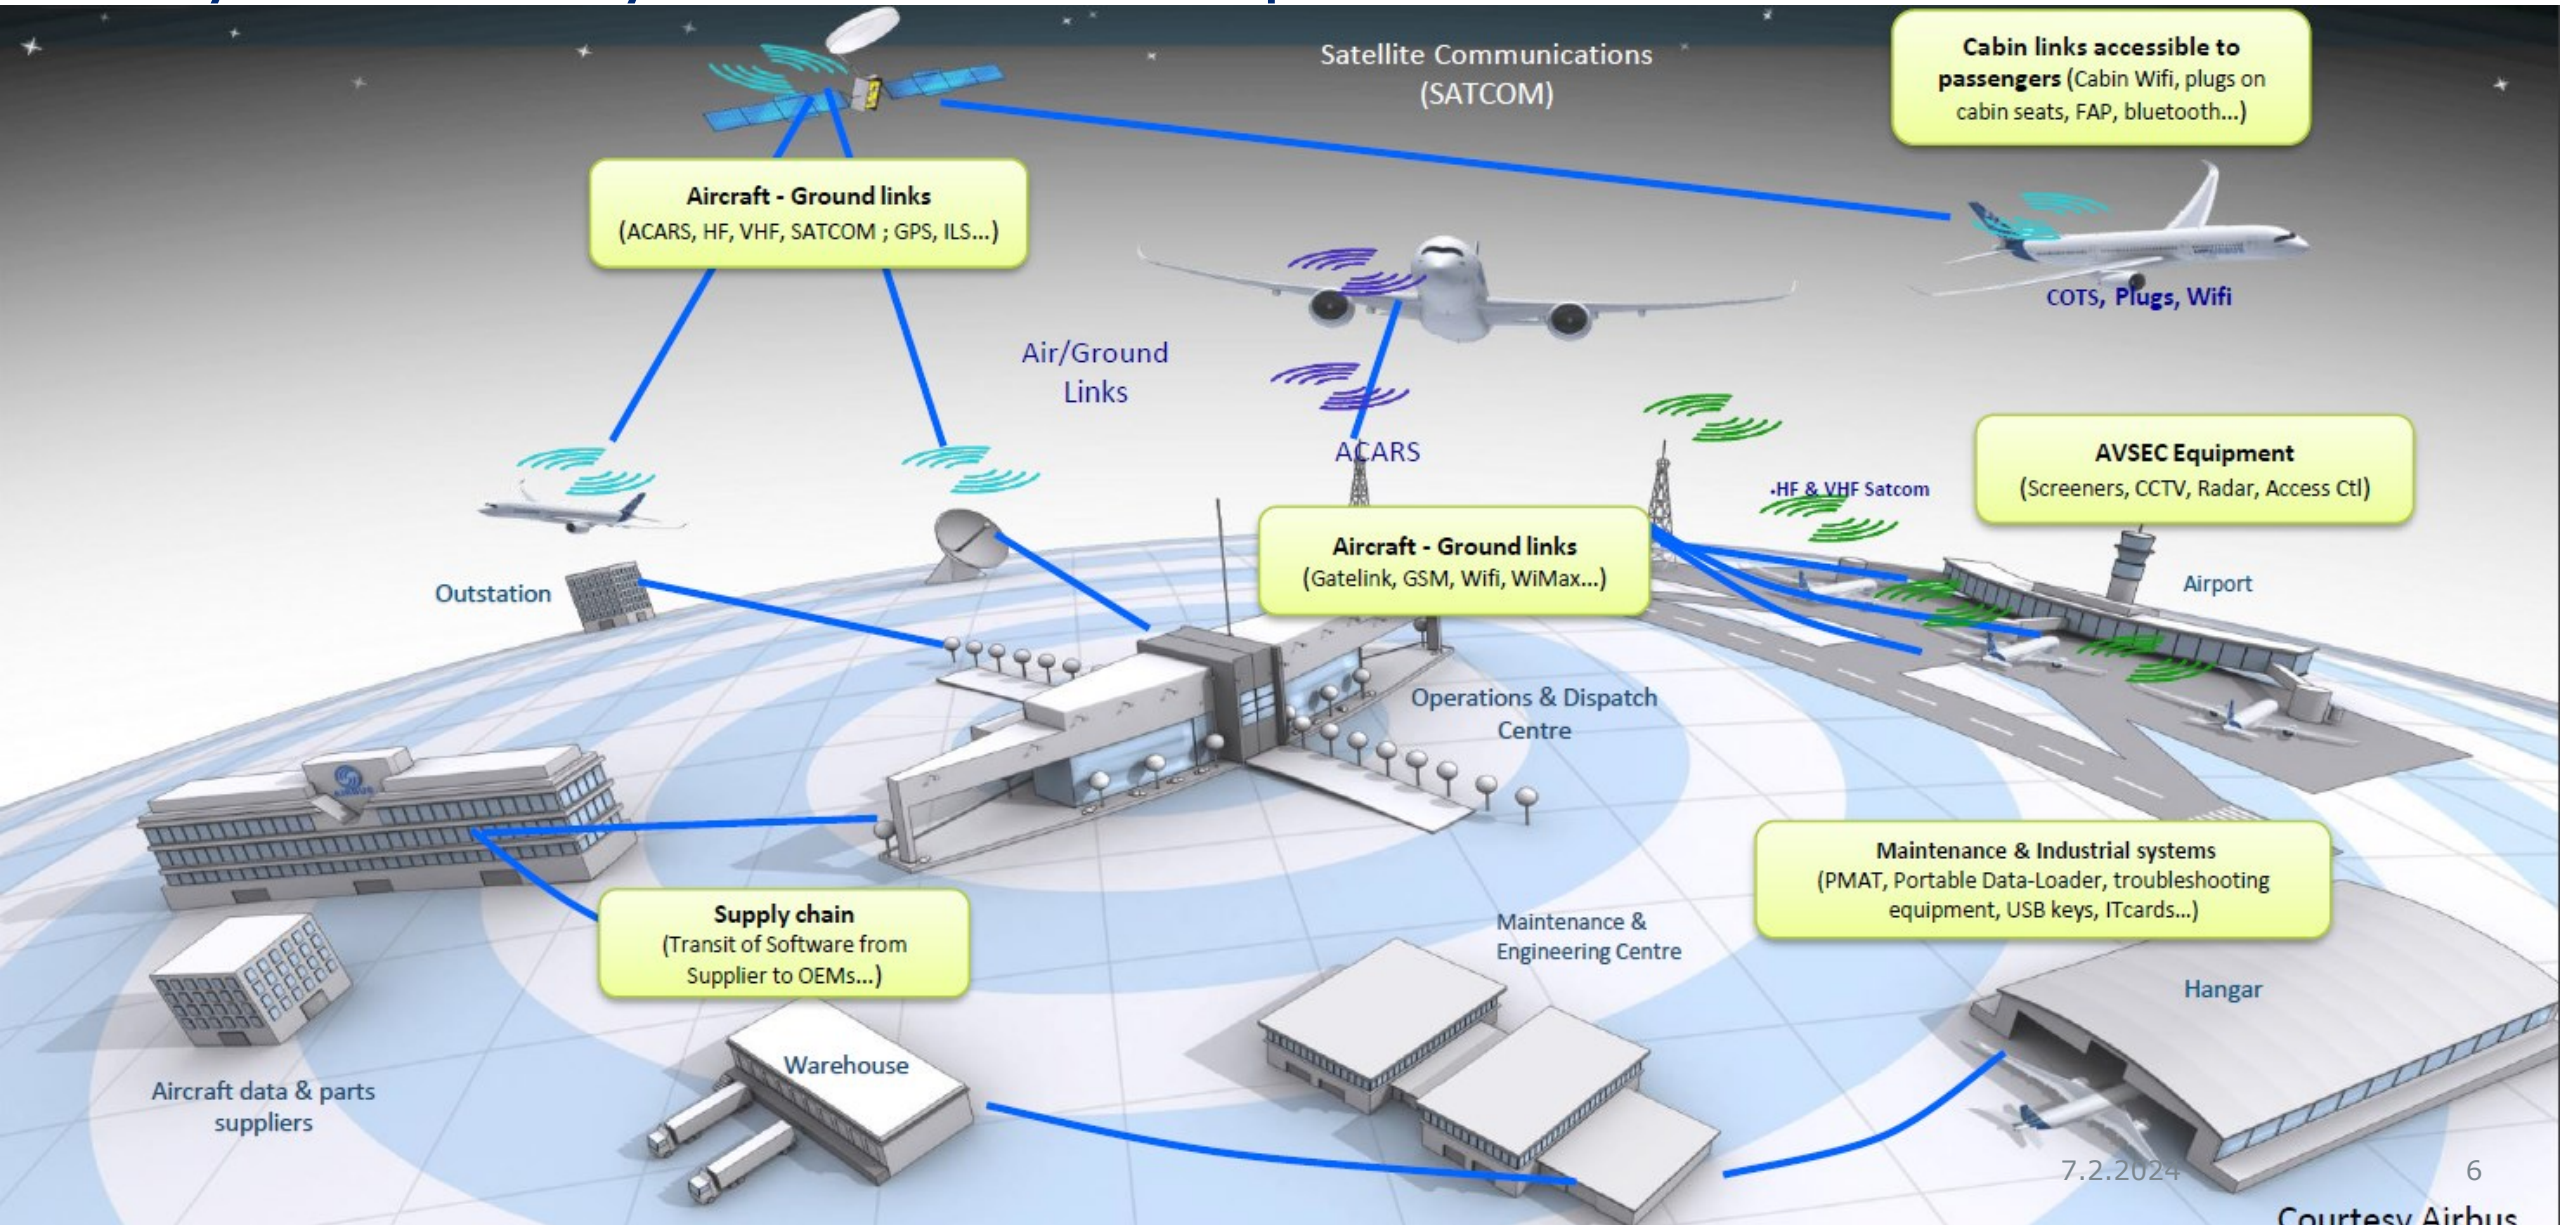 Satellite Communications
(SATCOM)
Cabin links accessible to
passengers (Cabin Wifi, plugs on
cabin seats, FAP, bluetooth...)
Aircraft - Ground links
(ACARS, HF, VHF, SATCOM ; GPS, ILS...)
COTS, Plugs, Wifi
Air/Ground
Links
ACARS
•HF & VHF Satcom
AVSEC Equipment
(Screeners, CCTV, Radar, Access Ctl)
Aircraft - Ground links
(Gatelink, GSM, Wifi, WiMax...)
Outstation
Airport
Operations & Dispatch
Centre
AIRBUS
Maintenance & Industrial systems
(PMAT, Portable Data-Loader, troubleshooting
equipment, USB keys, ITcards...)
Supply chain
(Transit of Software from
Supplier to OEMs...)
Maintenance &
Engineering Centre
Hangar
Warehouse
Aircraft data & parts
suppliers
7.2.2024
6
Courtesy Airbus